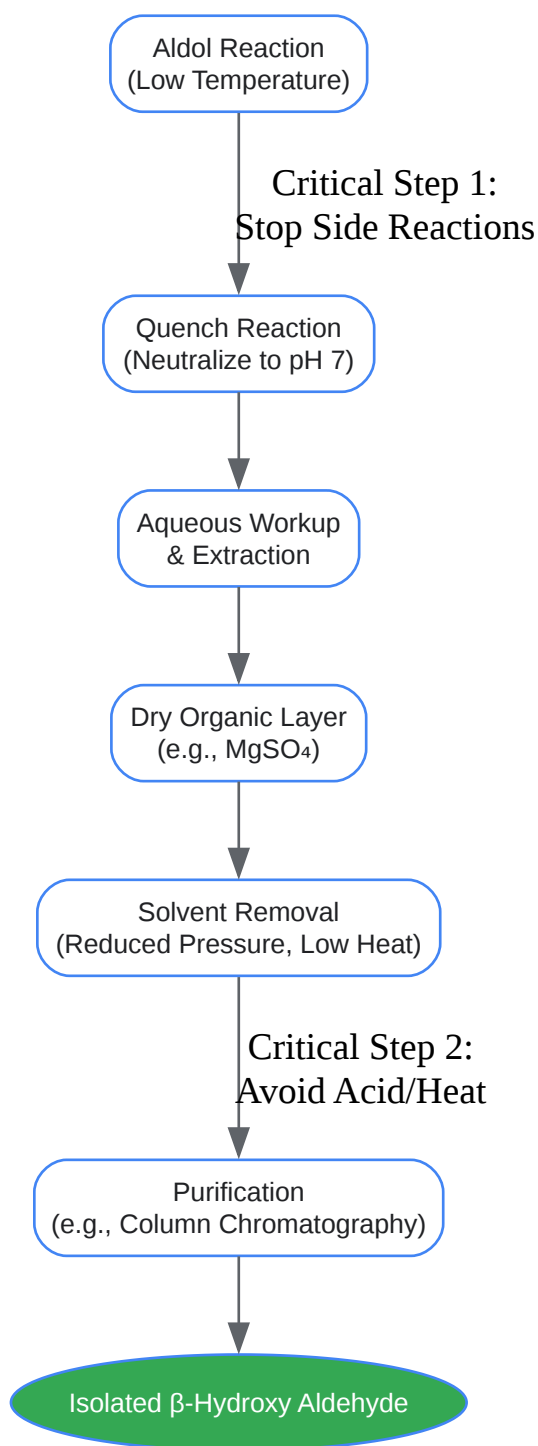 Aldol Reaction
(Low Temperature)
Critical Step 1:
Stop Side Reactions
Quench Reaction
(Neutralize to pH 7)
Aqueous Workup
& Extraction
Dry Organic Layer
(e.g., MgSO₄)
Solvent Removal
(Reduced Pressure, Low Heat)
Critical Step 2:
Avoid Acid/Heat
Purification
(e.g., Column Chromatography)
Isolated β-Hydroxy Aldehyde